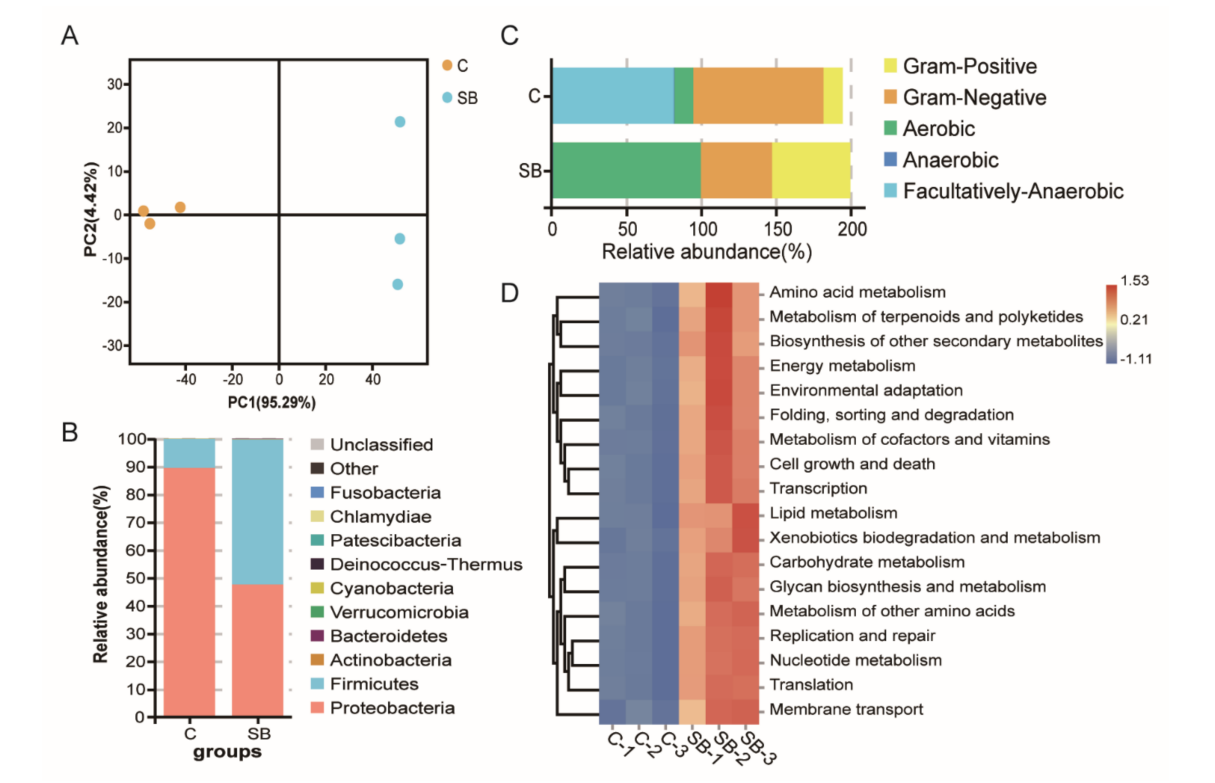 A
C
SB
30
20
10
0
-10
-20
-30
PC2(4.42%)
-40
-20
0
20
40
PC1(95.29%)
B
100
90
80
70
60
50
40
30
20
10
0
Relative abundance(%)
C
SB
groups
Unclassified
Other
Fusobacteria
Chlamydiae
Patescibacteria
Deinococcus-Thermus
Cyanobacteria
Verrucomicrobia
Bacteroidetes
Actinobacteria
Firmicutes
Proteobacteria
C
C
SB
0
50
100
150
200
Relative abundance(%)
Gram-Positive
Gram-Negative
Aerobic
Anaerobic
Facultatively-Anaerobic
D
Amino acid metabolism
Metabolism of terpenoids and polyketides
Biosynthesis of other secondary metabolites
Energy metabolism
Environmental adaptation
Folding, sorting and degradation
Metabolism of cofactors and vitamins
Cell growth and death
Transcription
Lipid metabolism
Xenobiotics biodegradation and metabolism
Carbohydrate metabolism
Glycan biosynthesis and metabolism
Metabolism of other amino acids
Replication and repair
Nucleotide metabolism
Translation
Membrane transport
C-1
C-2
C-3
SB-1
SB-2
SB-3
1.53
0.21
-1.11